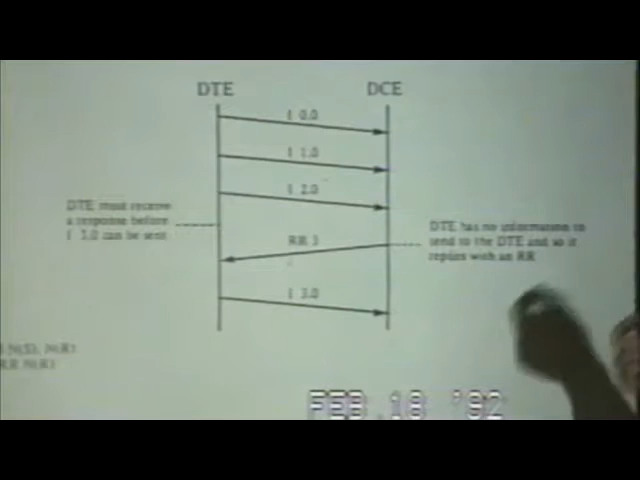 DTE DCE
I 0.0
I 1.0
I 2.0
DTE must receive
a response before
I 3.0 can be sent
RR 3
DTE has no information to
send to the DTE and so it
replies with an RR
I 3.0
I N(S), N(R)
RR N(R)
FEB.18 '92